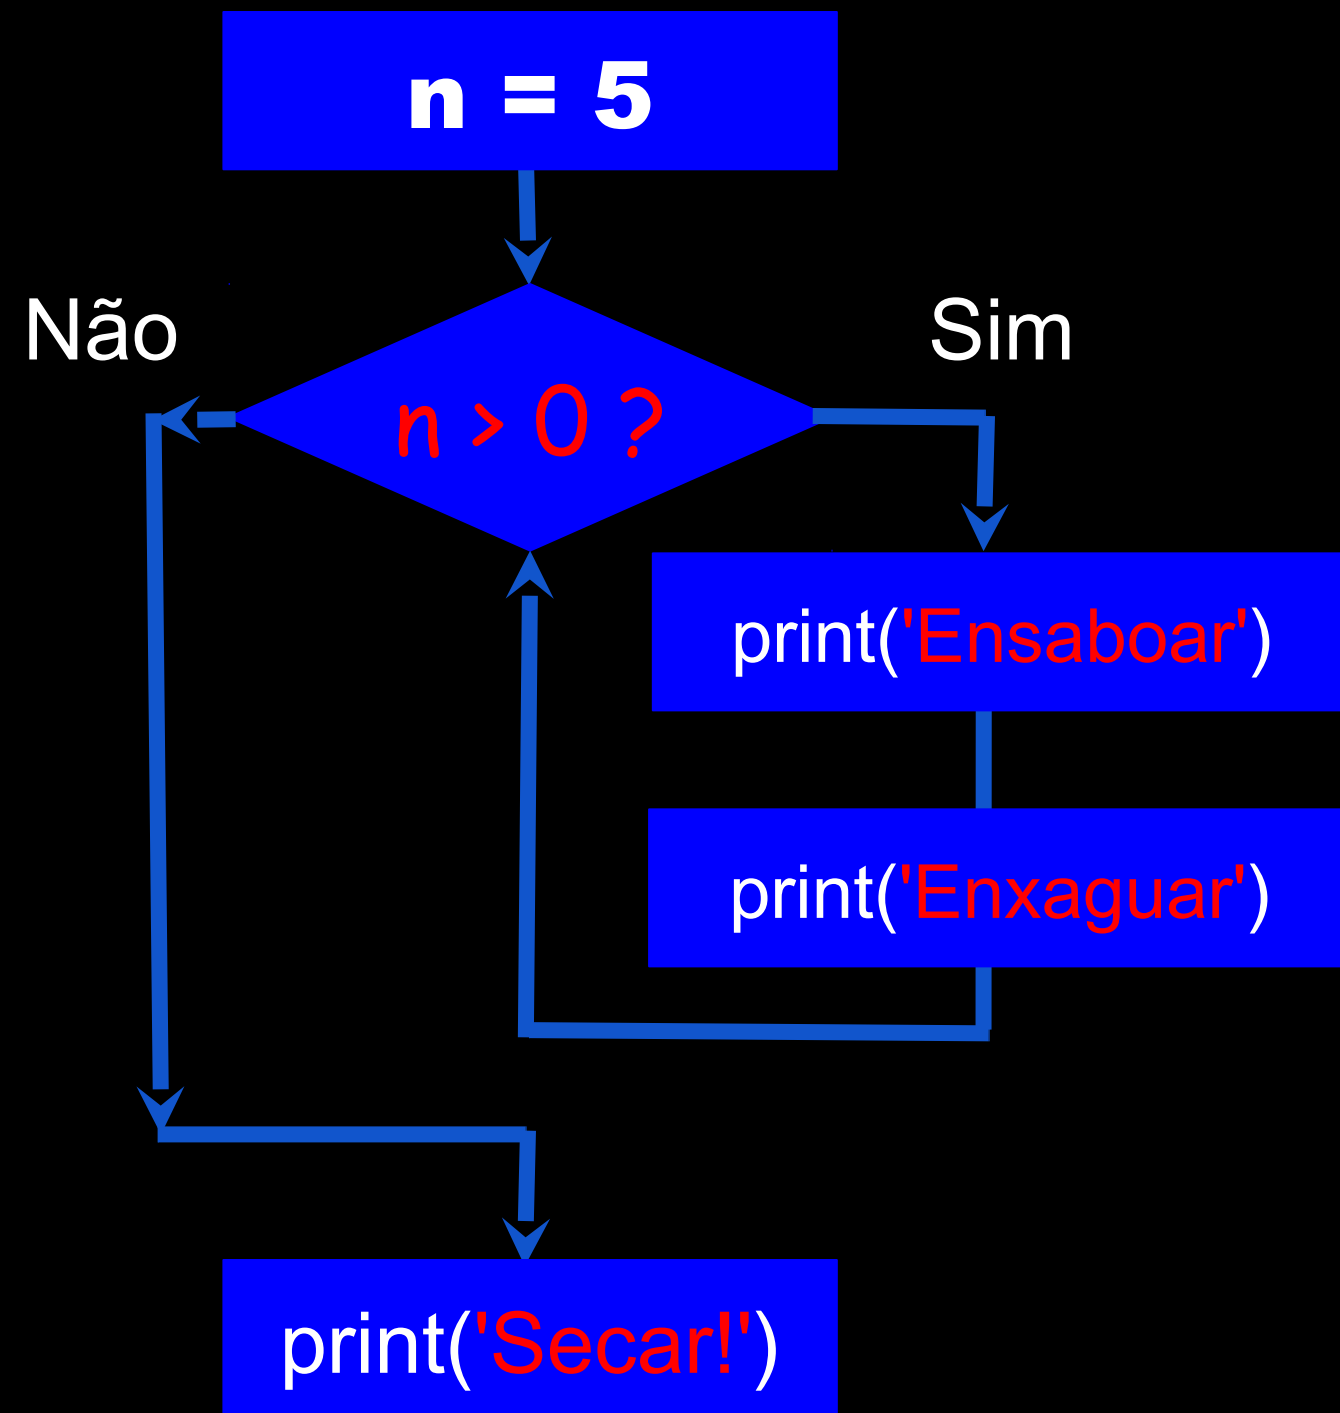 n = 5
Não
Sim
n > 0 ?
print('Ensaboar')
print('Enxaguar')
print('Secar!')